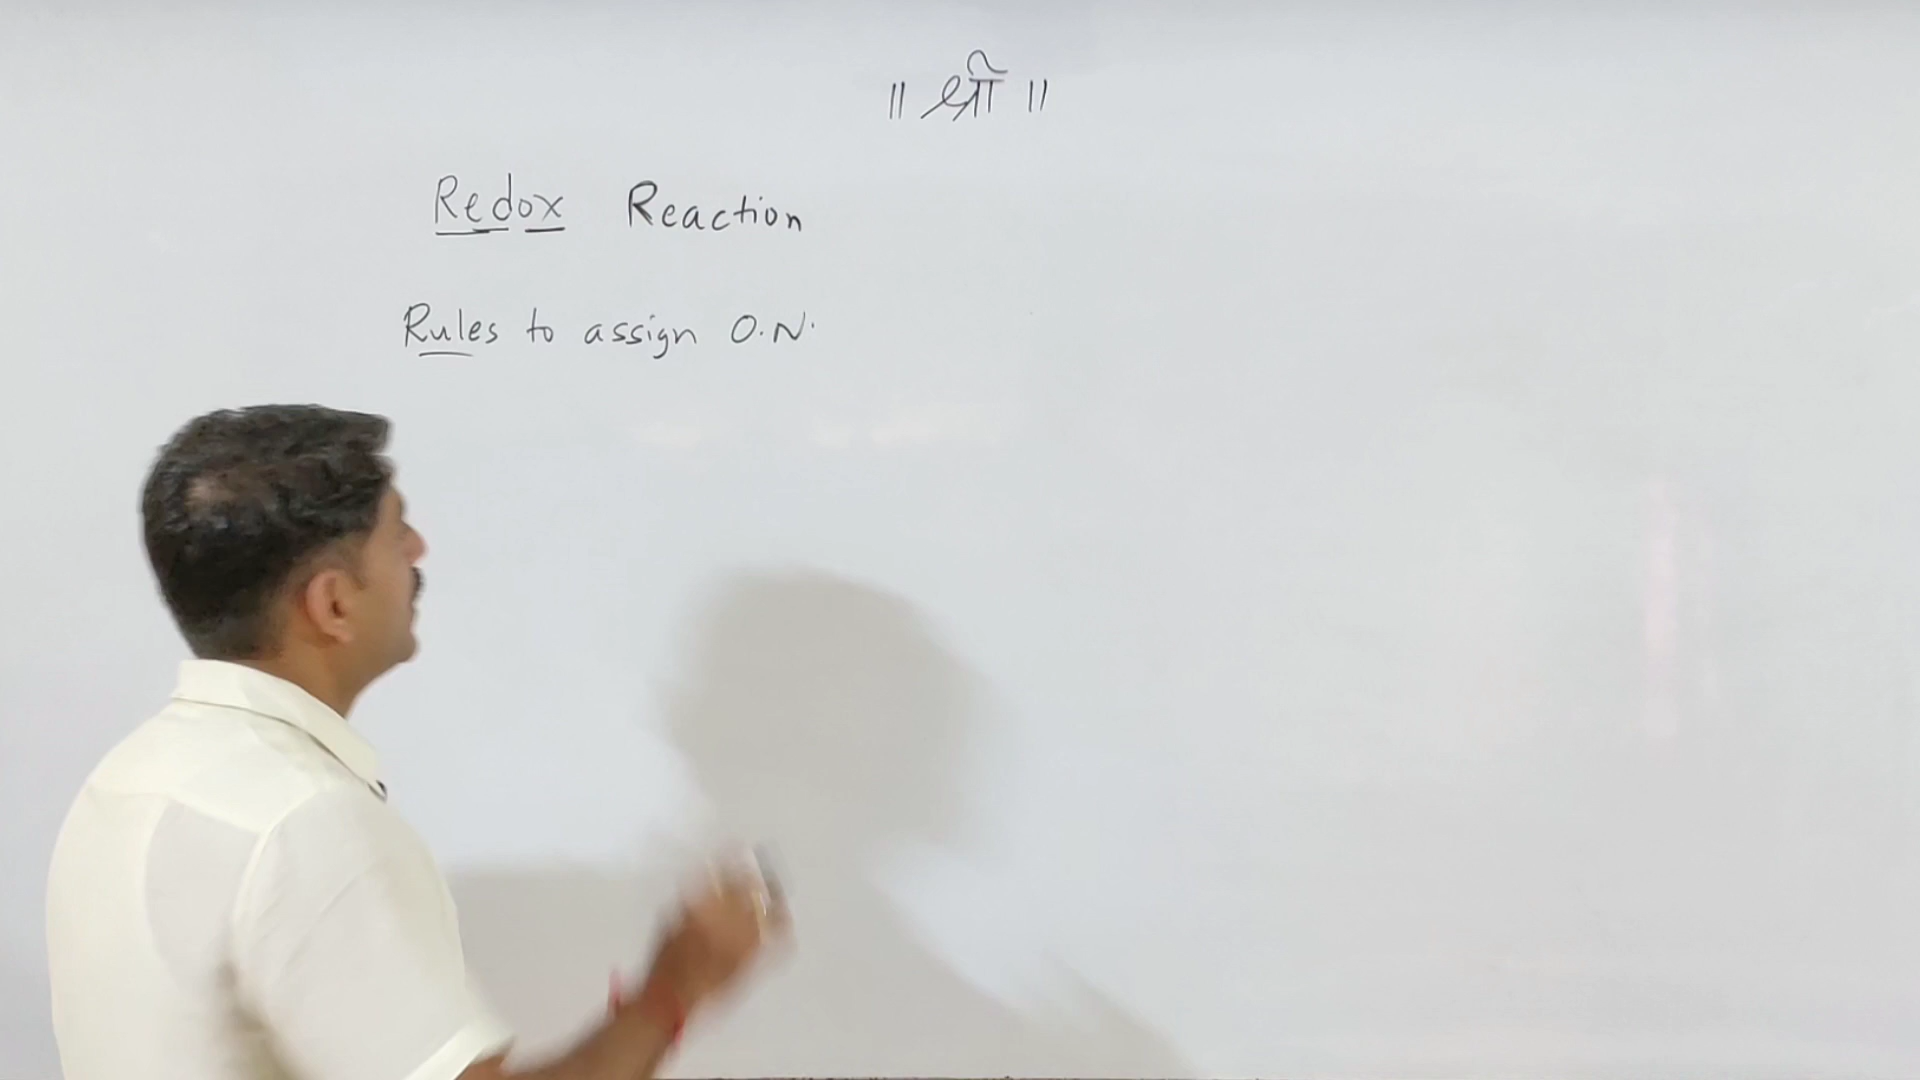 ॥ श्री ॥
Redox Reaction
Rules to assign O.N.